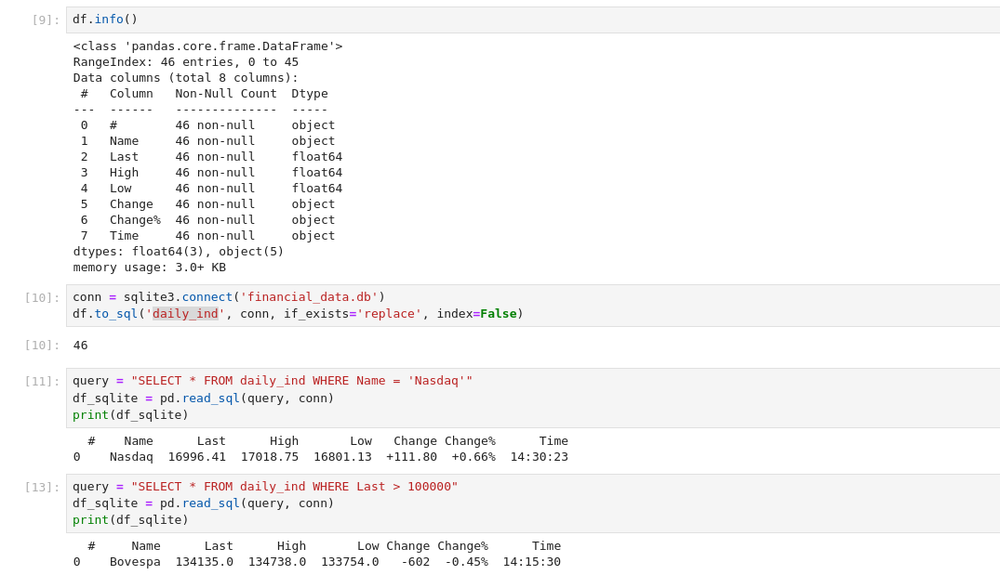 [9]: df.info()
<class 'pandas.core.frame.DataFrame'>
RangeIndex: 46 entries, 0 to 45
Data columns (total 8 columns):
 #   Column   Non-Null Count  Dtype
---  ------   --------------  -----
 0   #        46 non-null     object
 1   Name     46 non-null     object
 2   Last     46 non-null     float64
 3   High     46 non-null     float64
 4   Low      46 non-null     float64
 5   Change   46 non-null     object
 6   Change%  46 non-null     object
 7   Time     46 non-null     object
dtypes: float64(3), object(5)
memory usage: 3.0+ KB
[10]: conn = sqlite3.connect('financial_data.db')
df.to_sql('daily_ind', conn, if_exists='replace', index=False)
[10]: 46
[11]: query = "SELECT * FROM daily_ind WHERE Name = 'Nasdaq'"
df_sqlite = pd.read_sql(query, conn)
print(df_sqlite)
  #    Name      Last      High       Low   Change Change%      Time
0    Nasdaq  16996.41  17018.75  16801.13  +111.80  +0.66%  14:30:23
[13]: query = "SELECT * FROM daily_ind WHERE Last > 100000"
df_sqlite = pd.read_sql(query, conn)
print(df_sqlite)
  #     Name      Last      High       Low Change Change%      Time
0    Bovespa  134135.0  134738.0  133754.0   -602  -0.45%  14:15:30